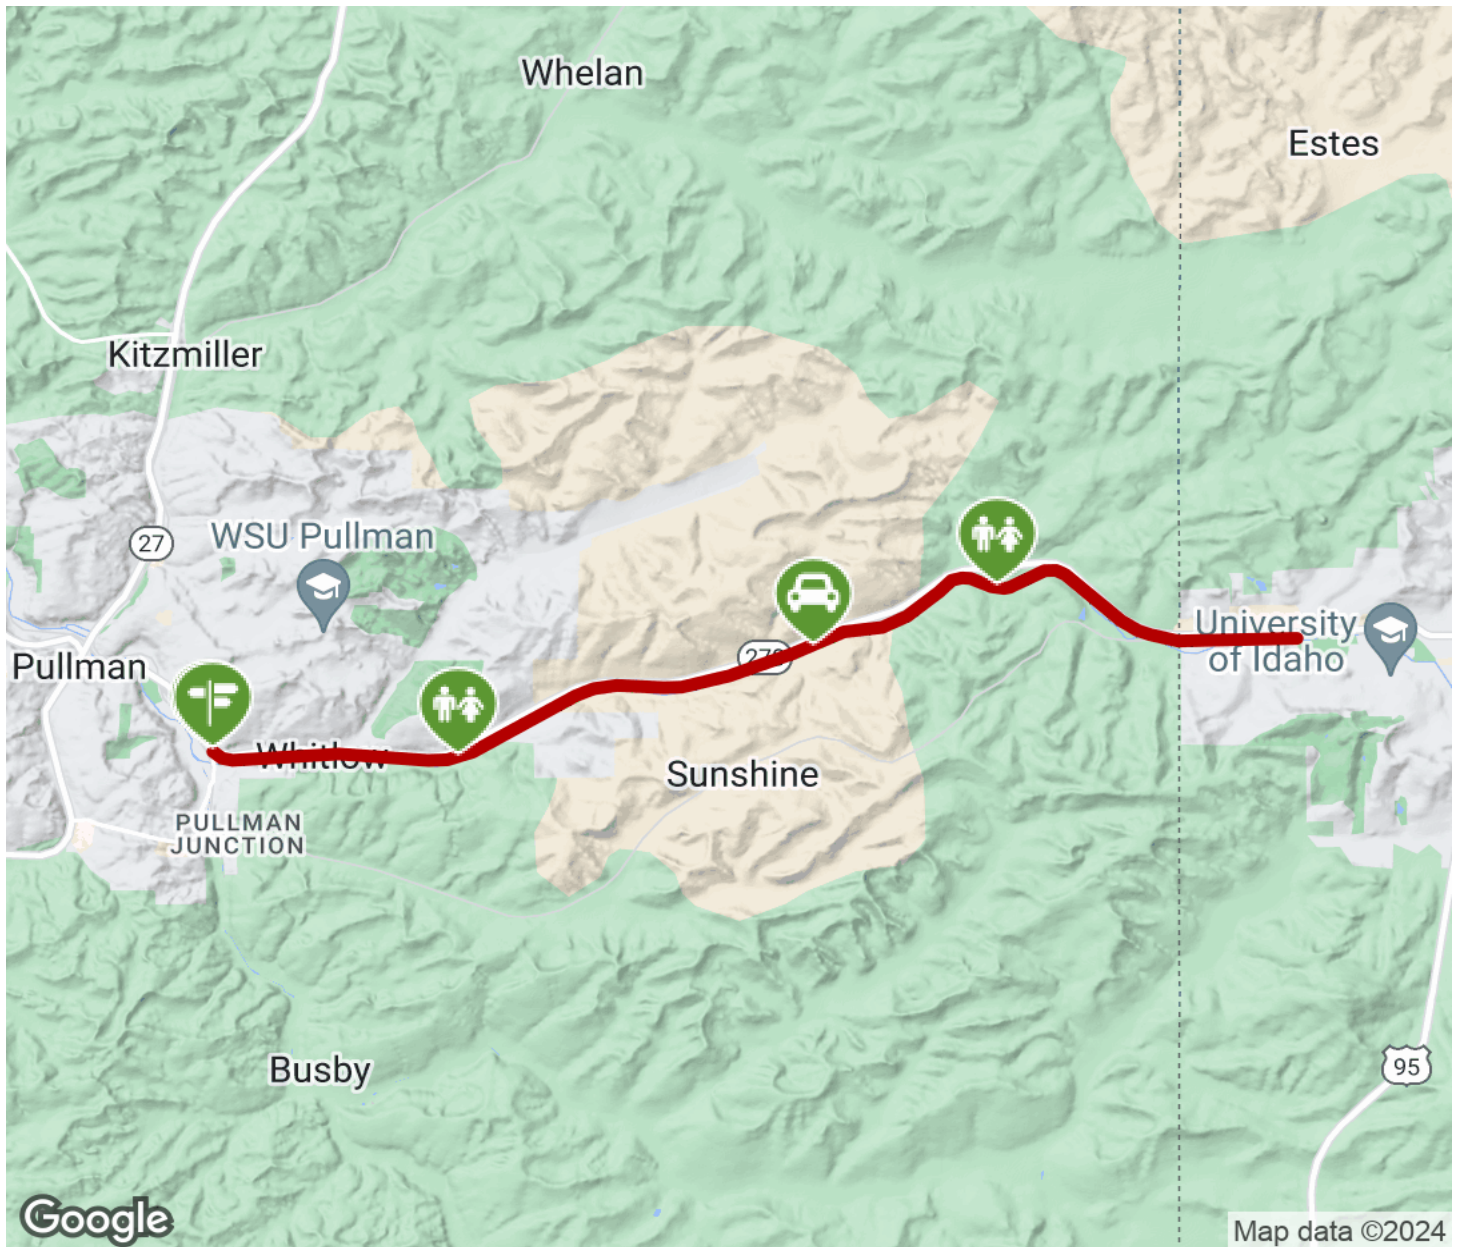 Whelan
Estes
Kitzmiller
27
WSU Pullman
University
of Idaho
Pullman
Whitlow
Sunshine
PULLMAN
JUNCTION
Busby
95
Google
Map data ©2024